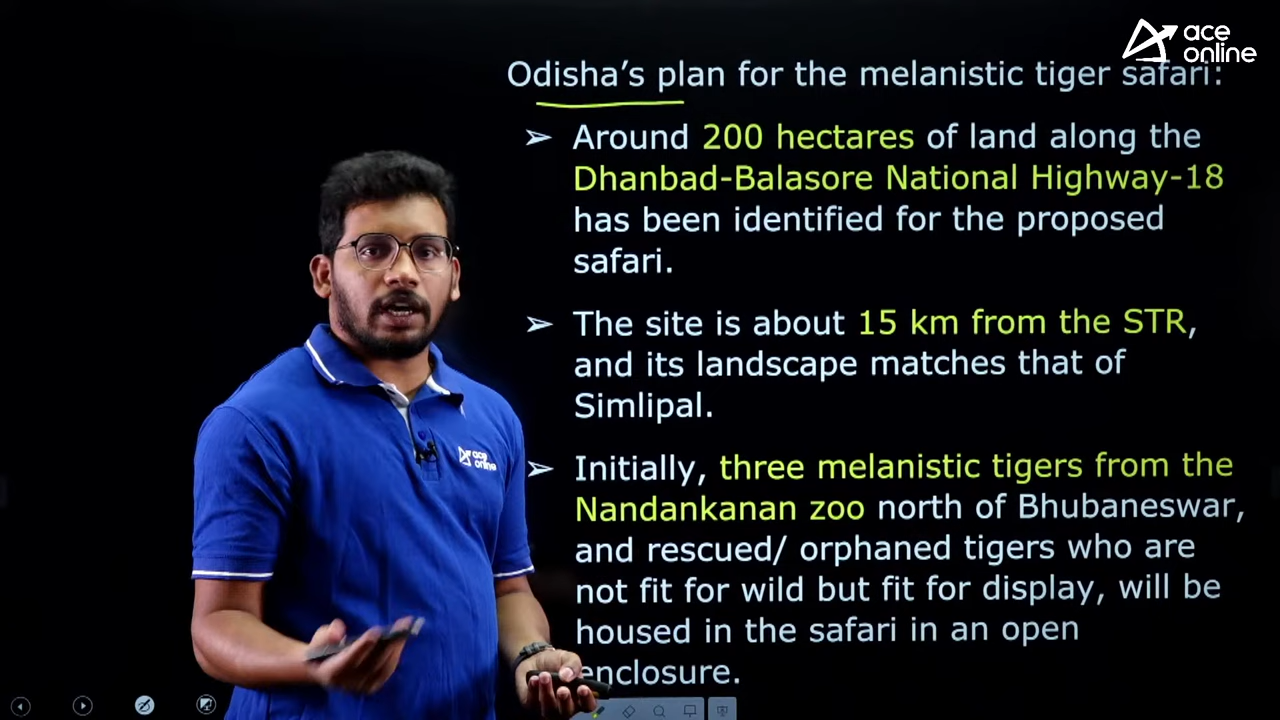 ace
online
Odisha's plan for the melanistic tiger safari:
➢ Around 200 hectares of land along the
Dhanbad-Balasore National Highway-18
has been identified for the proposed
safari.
➢ The site is about 15 km from the STR,
and its landscape matches that of
Simlipal.
➢ Initially, three melanistic tigers from the
Nandankanan zoo north of Bhubaneswar,
and rescued/ orphaned tigers who are
not fit for wild but fit for display, will be
housed in the safari in an open
enclosure.
ace
online